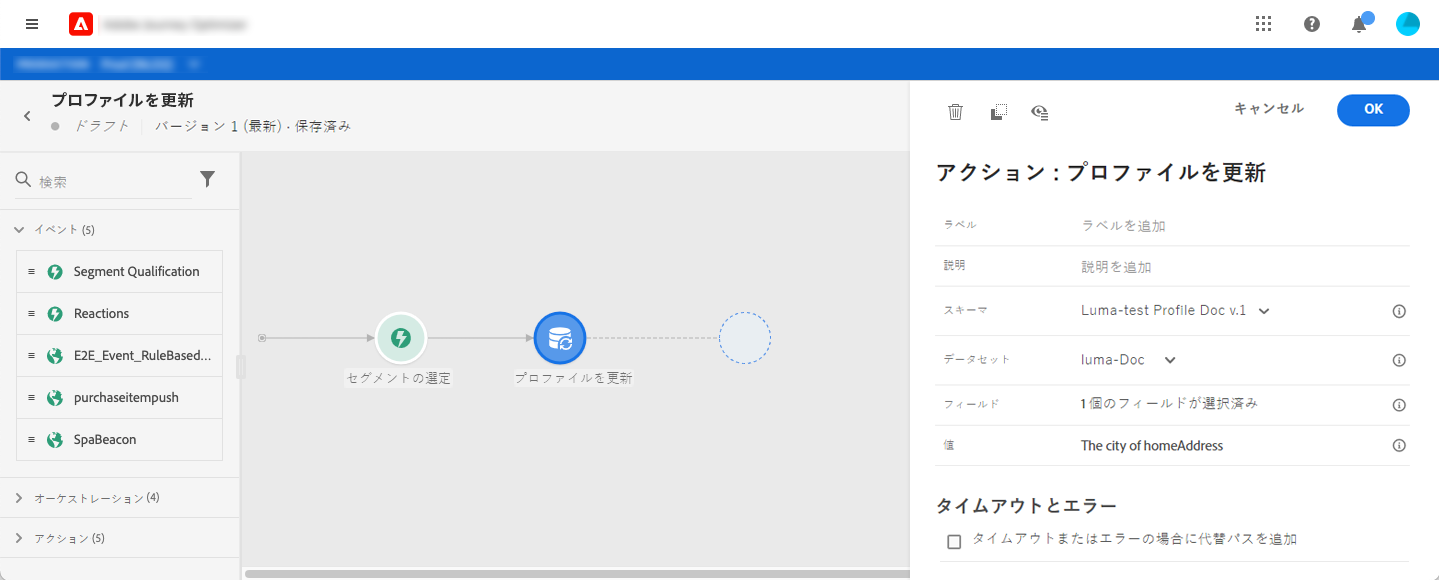 プロファイルを更新
ドラフト バージョン 1 (最新) · 保存済み
検索
イベント (5)
Segment Qualification
Reactions
E2E_Event_RuleBased...
purchaseitempush
SpaBeacon
オーケストレーション (4)
アクション (5)
セグメントの選定
プロファイルを更新
キャンセル
OK
アクション : プロファイルを更新
ラベル ラベルを追加
説明 説明を追加
スキーマ Luma-test Profile Doc v.1
データセット luma-Doc
フィールド 1 個のフィールドが選択済み
値 The city of homeAddress
タイムアウトとエラー
タイムアウトまたはエラーの場合に代替パスを追加